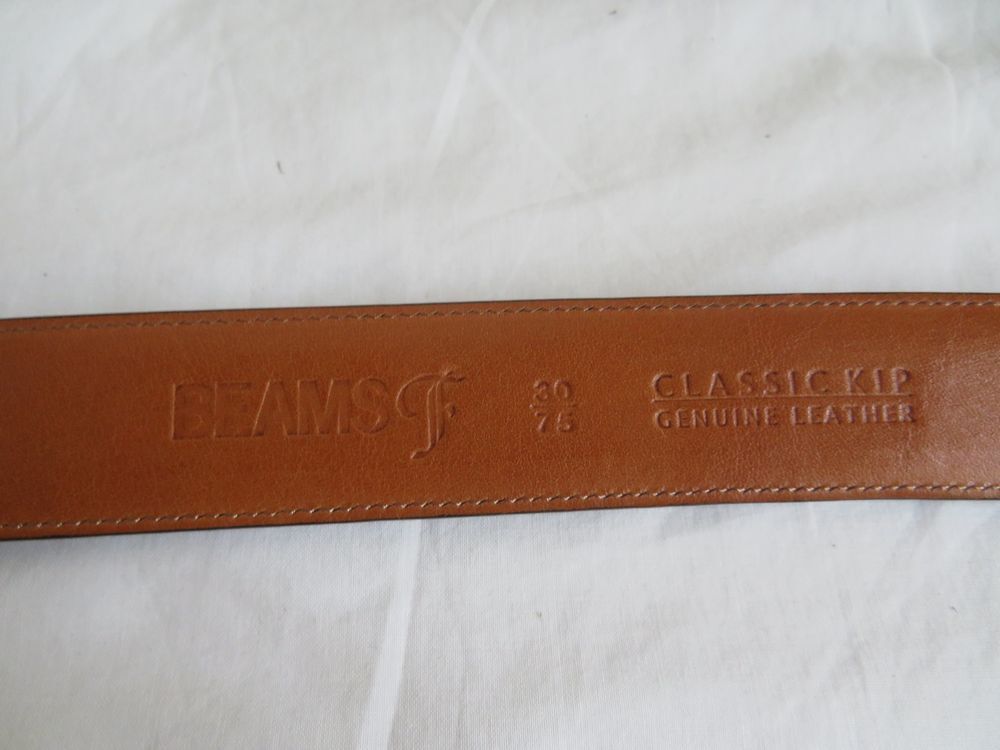 BEAMS F
30
75
CLASSIC KIP
GENUINE LEATHER